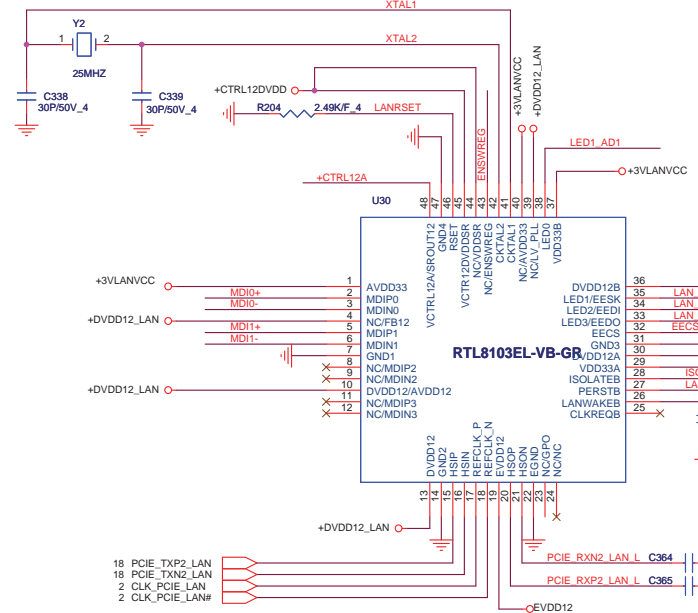 XTAL1
Y2
1 2
XTAL2
25MHZ
C338
30P/50V_4
C339
30P/50V_4
+CTRL12DVDD
R204 2.49K/F_4 LANRSET
ENSWREG
+3VLANVCC
+DVDD12_LAN
LED1_AD1
+CTRL12A
+3VLANVCC
U30
48 47 46 45 44 43 42 41 40 39 38 37
VCTRL12A/SROUT12
GND4
RSET
VCTR12DVDDSR
NC/VDDSR
NC/ENSWREG
CKTAL2
CKTAL1
NC/AVDD33
NC/LV_PLL
LED0
VDD33B
+3VLANVCC
1 AVDD33
MDI0+ 2 MDIP0
MDI0- 3 MDIN0
+DVDD12_LAN
4 NC/FB12
MDI1+ 5 MDIP1
MDI1- 6 MDIN1
7 GND1
8 NC/MDIP2
9 NC/MDIN2
+DVDD12_LAN
10 DVDD12/AVDD12
11 NC/MDIP3
12 NC/MDIN3
RTL8103EL-VB-GR
DVDD12B 36
LED1/EESK 35 LAN_
LED2/EEDI 34 LAN_
LED3/EEDO 33 LAN_
EECS 32 EECS
GND3 31
DVDD12A 30
VDD33A 29
ISOLATEB 28 ISO
PERSTB 27 LA
LANWAKEB 26
CLKREQB 25
DVDD12
GND2
HSIP
HSIN
REFCLK_P
REFCLK_N
EVDD12
HSOP
HSON
EGND
NC/GPO
NC/NC
13 14 15 16 17 18 19 20 21 22 23 24
+DVDD12_LAN
18 PCIE_TXP2_LAN
18 PCIE_TXN2_LAN
2 CLK_PCIE_LAN
2 CLK_PCIE_LAN#
PCIE_RXN2_LAN_L C364
PCIE_RXP2_LAN_L C365
EVDD12